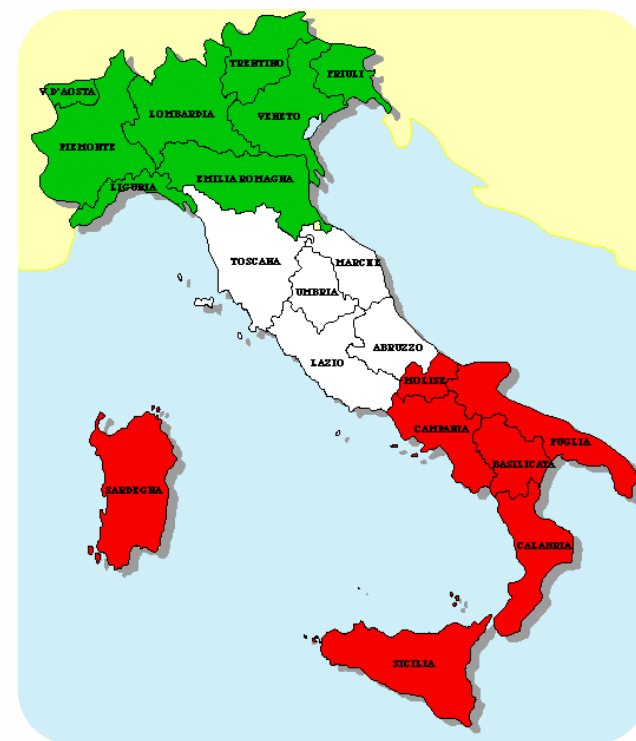 TRENTINO
FRIULI
V.D'AOSTA
LOMBARDIA
VENETO
PIEMONTE
EMILIA ROMAGNA
LIGURIA
TOSCANA
MARCHE
UMBRIA
ABRUZZO
LAZIO
MOLISE
CAMPANIA
PUGLIA
BASILICATA
SARDEGNA
CALABRIA
SICILIA